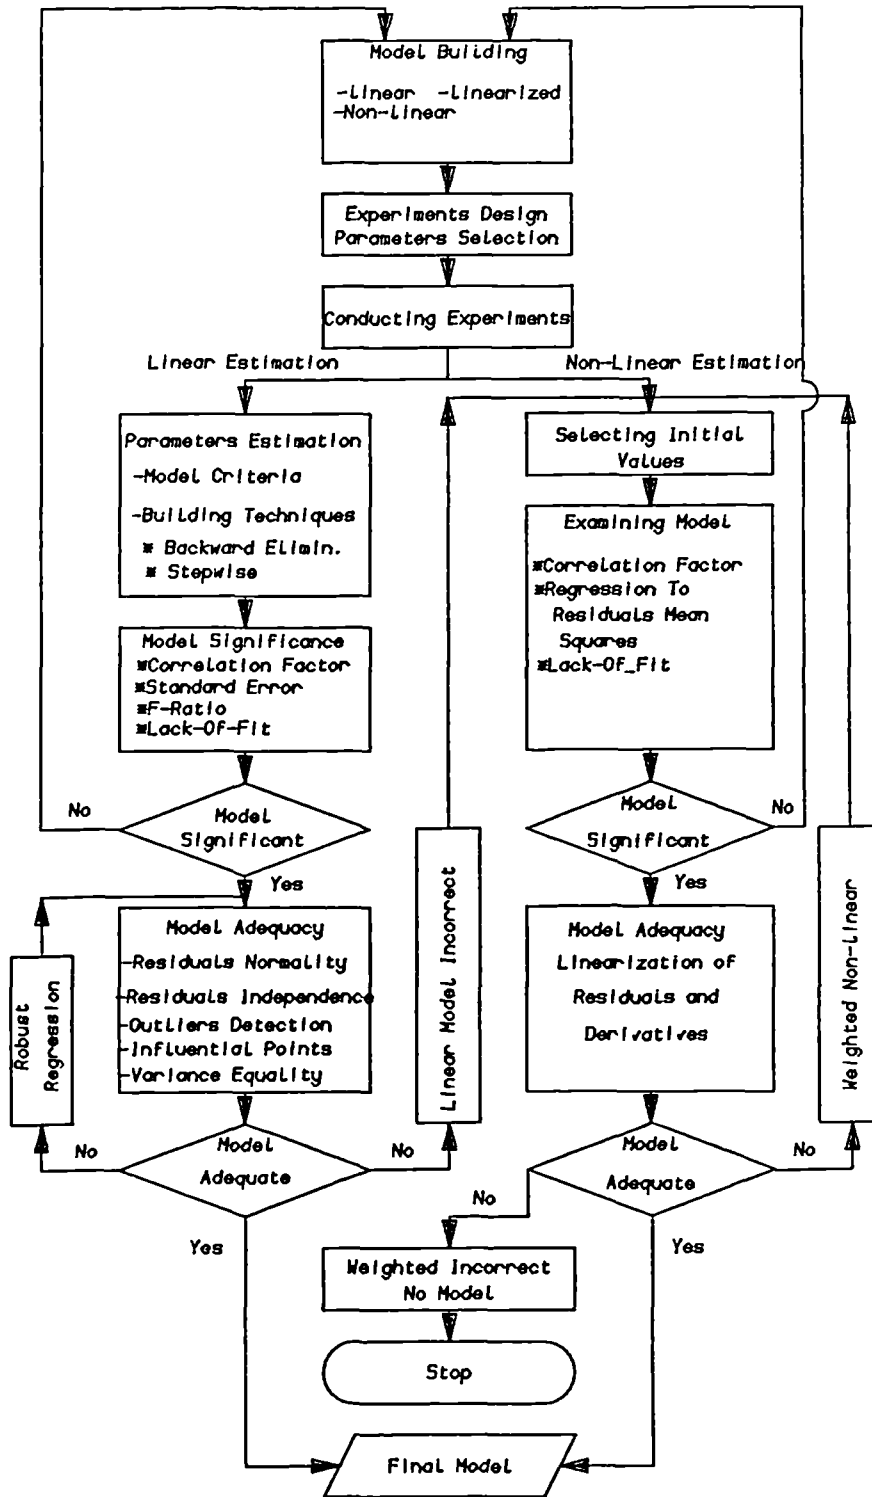 Model Building
-Linear -Linearized
-Non-linear
Experiments Design
Parameters Selection
Conducting Experiments
Linear Estimation
Non-Linear Estimation
Parameters Estimation
-Model Criteria
-Building Techniques
* Backward Elimin.
* Stepwise
Selecting Initial
Values
Examining Model
*Correlation Factor
*Regression To
Residuals Mean
Squares
*Lack-Of_Fit
Model Significance
*Correlation Factor
*Standard Error
*F-Ratio
*Lack-Of-Fit
No
Model
Significant
Yes
Model
Significant
No
Yes
Robust
Regression
Model Adequacy
-Residuals Normality
-Residuals Independence
-Outliers Detection
-Influential Points
-Variance Equality
Linear Model Incorrect
Model Adequacy
Linearization of
Residuals and
Derivatives
Weighted Non-Linear
No
Model
Adequate
No
Yes
No
Model
Adequate
No
Yes
Weighted Incorrect
No Model
Stop
Final Model